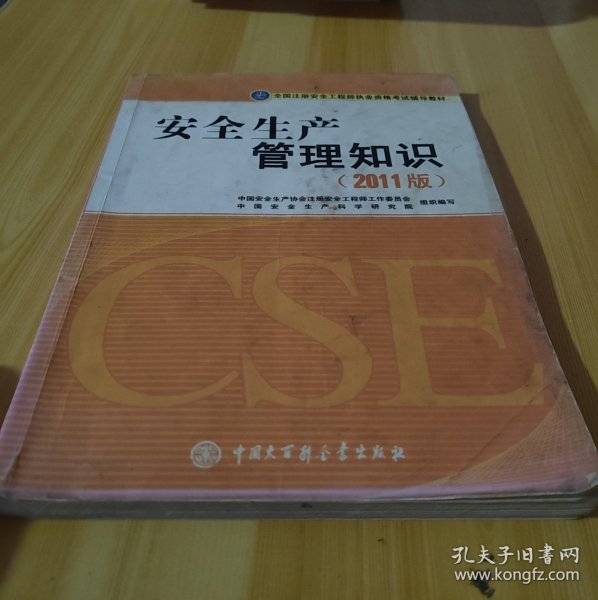 全国注册安全工程师执业资格考试辅导教材
安全生产
管理知识
(2011版)
中国安全生产协会注册安全工程师工作委员会
中国安全生产科学研究院
组织编写
CSE
中国大百科全书出版社
孔夫子旧书网
www.kongfz.com